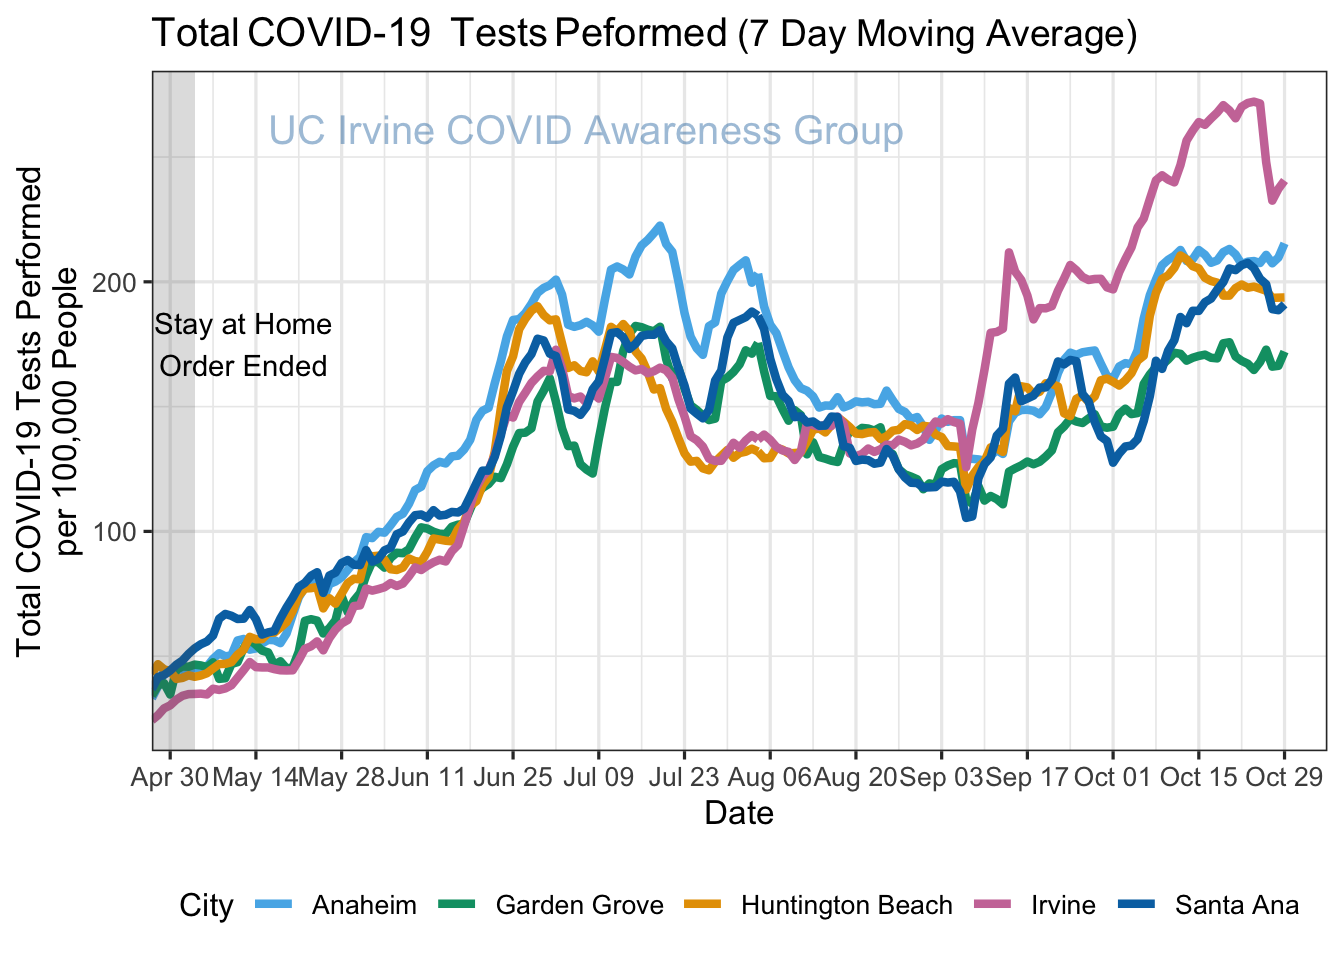 Total COVID-19 Tests Peformed (7 Day Moving Average)
UC Irvine COVID Awareness Group
Total COVID-19 Tests Performed
per 100,000 People
200
100
Stay at Home
Order Ended
Apr 30 May 14 May 28 Jun 11 Jun 25 Jul 09 Jul 23 Aug 06 Aug 20 Sep 03 Sep 17 Oct 01 Oct 15 Oct 29
Date
City Anaheim Garden Grove Huntington Beach Irvine Santa Ana